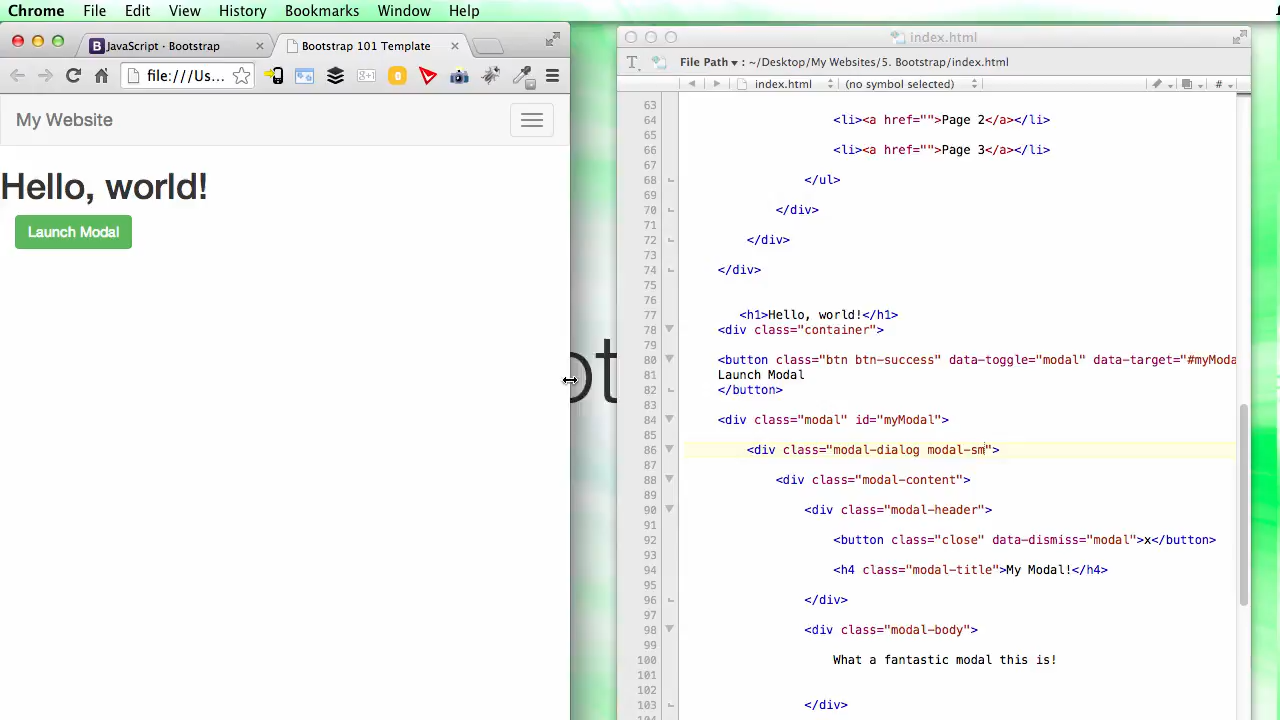 Chrome File Edit View History Bookmarks Window Help
JavaScript · Bootstrap
Bootstrap 101 Template
file:///Us...
My Website
Hello, world!
Launch Modal
ot
index.html
File Path : ~/Desktop/My Websites/5. Bootstrap/index.html
index.html (no symbol selected) #
63
64 <li><a href="">Page 2</a></li>
65
66 <li><a href="">Page 3</a></li>
67
68 </ul>
69
70 </div>
71
72 </div>
73
74 </div>
75
76
77 <h1>Hello, world!</h1>
78 <div class="container">
79
80 <button class="btn btn-success" data-toggle="modal" data-target="#myModa
81 Launch Modal
82 </button>
83
84 <div class="modal" id="myModal">
85
86 <div class="modal-dialog modal-sm">
87
88 <div class="modal-content">
89
90 <div class="modal-header">
91
92 <button class="close" data-dismiss="modal">x</button>
93
94 <h4 class="modal-title">My Modal!</h4>
95
96 </div>
97
98 <div class="modal-body">
99
100 What a fantastic modal this is!
101
102
103 </div>